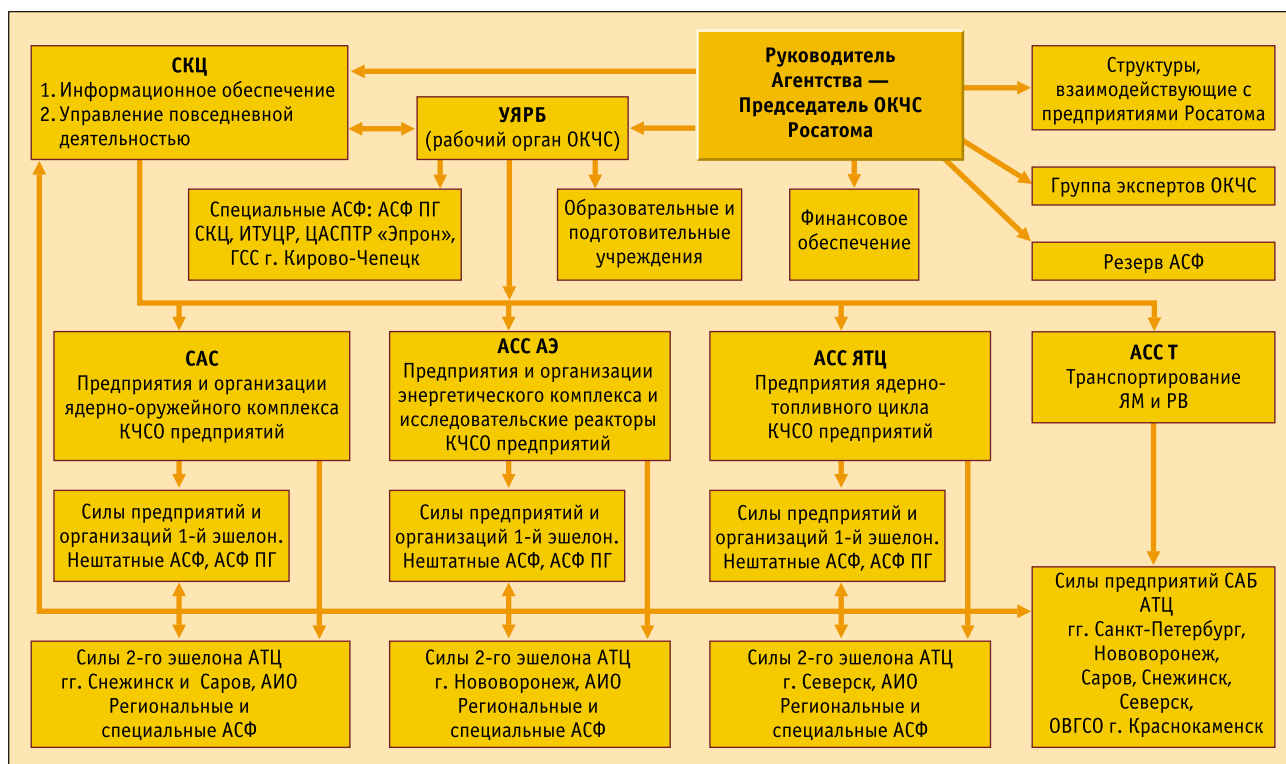 СКЦ
1. Информационное обеспечение
2. Управление повседневной
деятельностью
УЯРБ
(рабочий орган ОКЧС)
Руководитель
Агентства —
Председатель ОКЧС
Росатома
Структуры,
взаимодействующие с
предприятиями Росатома
Группа экспертов ОКЧС
Резерв АСФ
Специальные АСФ: АСФ ПГ
СКЦ, ИТУЦР, ЦАСПТР «Эпрон»,
ГСС г. Кирово-Чепецк
Образовательные и
подготовительные
учреждения
Финансовое
обеспечение
САС
Предприятия и организации
ядерно-оружейного комплекса
КЧСО предприятий
АСС АЭ
Предприятия и организации
энергетического комплекса и
исследовательские реакторы
КЧСО предприятий
АСС ЯТЦ
Предприятия ядерно-
топливного цикла
КЧСО предприятий
АСС Т
Транспортирование
ЯМ и РВ
Силы предприятий и
организаций 1-й эшелон.
Нештатные АСФ, АСФ ПГ
Силы предприятий и
организаций 1-й эшелон.
Нештатные АСФ, АСФ ПГ
Силы предприятий и
организаций 1-й эшелон.
Нештатные АСФ, АСФ ПГ
Силы 2-го эшелона АТЦ
гг. Снежинск и Саров, АИО
Региональные и
специальные АСФ
Силы 2-го эшелона АТЦ
г. Нововоронеж, АИО
Региональные и
специальные АСФ
Силы 2-го эшелона АТЦ
г. Северск, АИО
Региональные и
специальные АСФ
Силы предприятий САБ
АТЦ
гг. Санкт-Петербург,
Нововоронеж,
Саров, Снежинск,
Северск,
ОВГСО г. Краснокаменск